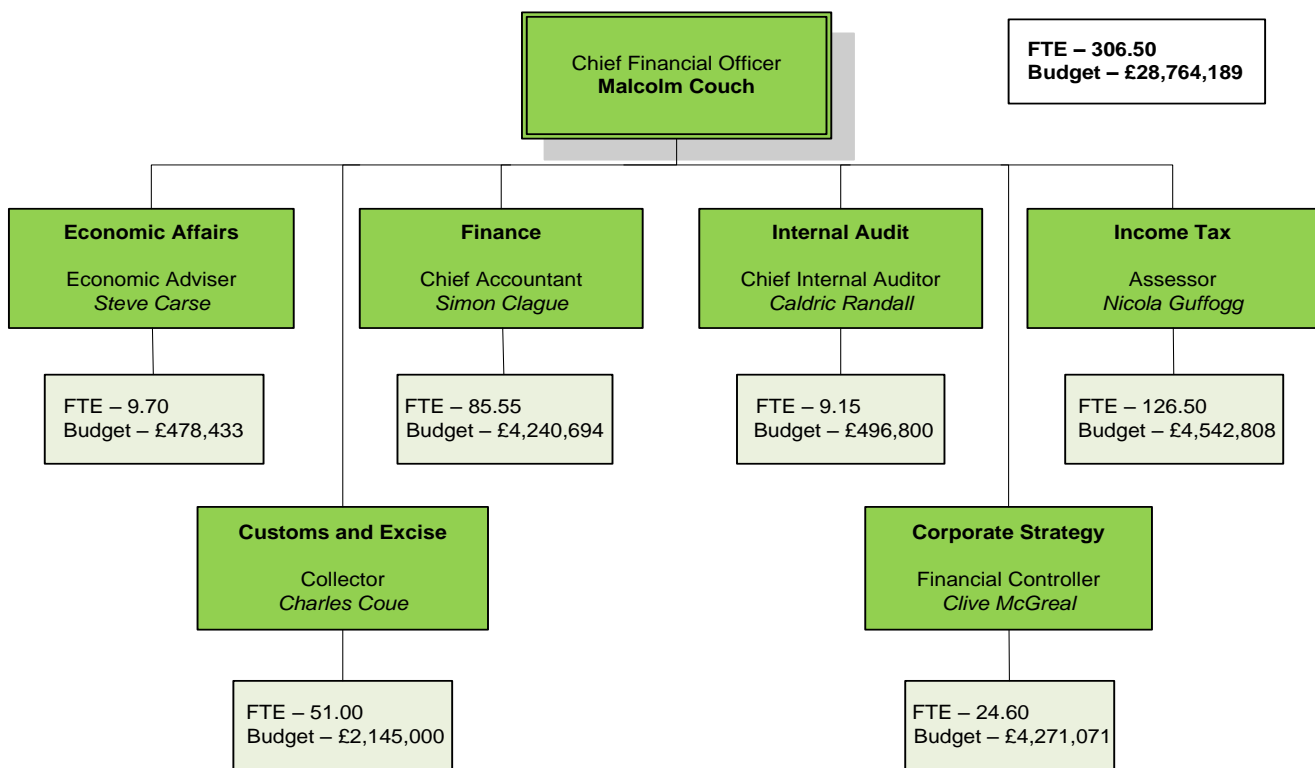 Chief Financial Officer
Malcolm Couch
FTE – 306.50
Budget – £28,764,189
Economic Affairs
Economic Adviser
Steve Carse
Finance
Chief Accountant
Simon Clague
Internal Audit
Chief Internal Auditor
Caldric Randall
Income Tax
Assessor
Nicola Guffogg
FTE – 9.70
Budget – £478,433
FTE – 85.55
Budget – £4,240,694
FTE – 9.15
Budget – £496,800
FTE – 126.50
Budget – £4,542,808
Customs and Excise
Collector
Charles Coue
Corporate Strategy
Financial Controller
Clive McGreal
FTE – 51.00
Budget – £2,145,000
FTE – 24.60
Budget – £4,271,071